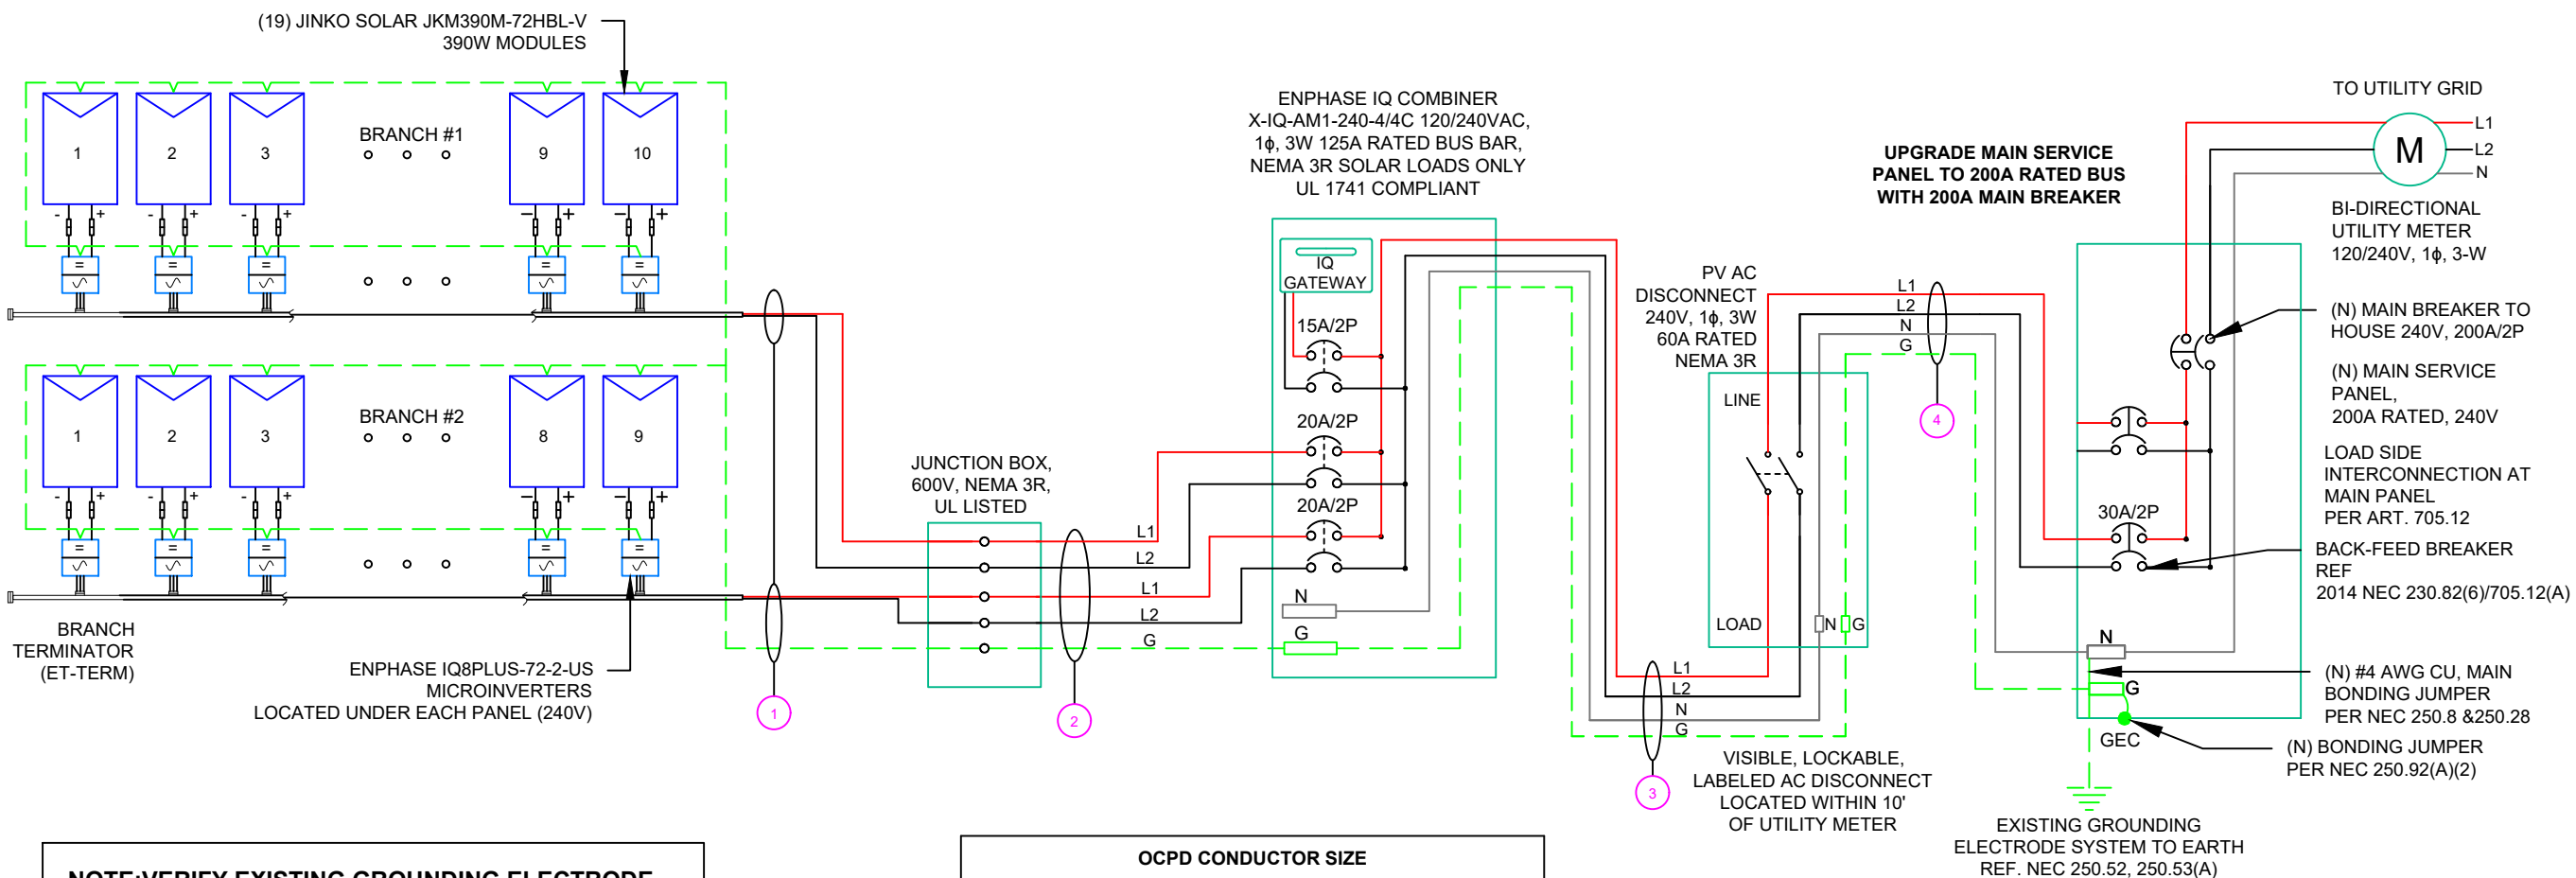 (19) JINKO SOLAR JKM390M-72HBL-V
390W MODULES
1
2
3
BRANCH #1
9
10
- + - + - + - + - +
= = = = =
1
2
3
BRANCH #2
8
9
- + - + - + - + - +
= = = = =
BRANCH
TERMINATOR
(ET-TERM)
ENPHASE IQ8PLUS-72-2-US
MICROINVERTERS
LOCATED UNDER EACH PANEL (240V)
1
JUNCTION BOX,
600V, NEMA 3R,
UL LISTED
L1
L2
L1
L2
G
2
ENPHASE IQ COMBINER
X-IQ-AM1-240-4/4C 120/240VAC,
1ϕ, 3W 125A RATED BUS BAR,
NEMA 3R SOLAR LOADS ONLY
UL 1741 COMPLIANT
IQ
GATEWAY
15A/2P
20A/2P
20A/2P
N
G
L1
L2
N
G
3
PV AC
DISCONNECT
240V, 1ϕ, 3W
60A RATED
NEMA 3R
LINE
LOAD
N G
VISIBLE, LOCKABLE,
LABELED AC DISCONNECT
LOCATED WITHIN 10'
OF UTILITY METER
L1
L2
N
G
4
UPGRADE MAIN SERVICE
PANEL TO 200A RATED BUS
WITH 200A MAIN BREAKER
30A/2P
N
G
GEC
EXISTING GROUNDING
ELECTRODE SYSTEM TO EARTH
REF. NEC 250.52, 250.53(A)
TO UTILITY GRID
M
L1
L2
N
BI-DIRECTIONAL
UTILITY METER
120/240V, 1ϕ, 3-W
(N) MAIN BREAKER TO
HOUSE 240V, 200A/2P
(N) MAIN SERVICE
PANEL,
200A RATED, 240V
LOAD SIDE
INTERCONNECTION AT
MAIN PANEL
PER ART. 705.12
BACK-FEED BREAKER
REF
2014 NEC 230.82(6)/705.12(A)
(N) #4 AWG CU, MAIN
BONDING JUMPER
PER NEC 250.8 &250.28
(N) BONDING JUMPER
PER NEC 250.92(A)(2)
NOTE:VERIFY EXISTING GROUNDING ELECTRODE
OCPD CONDUCTOR SIZE